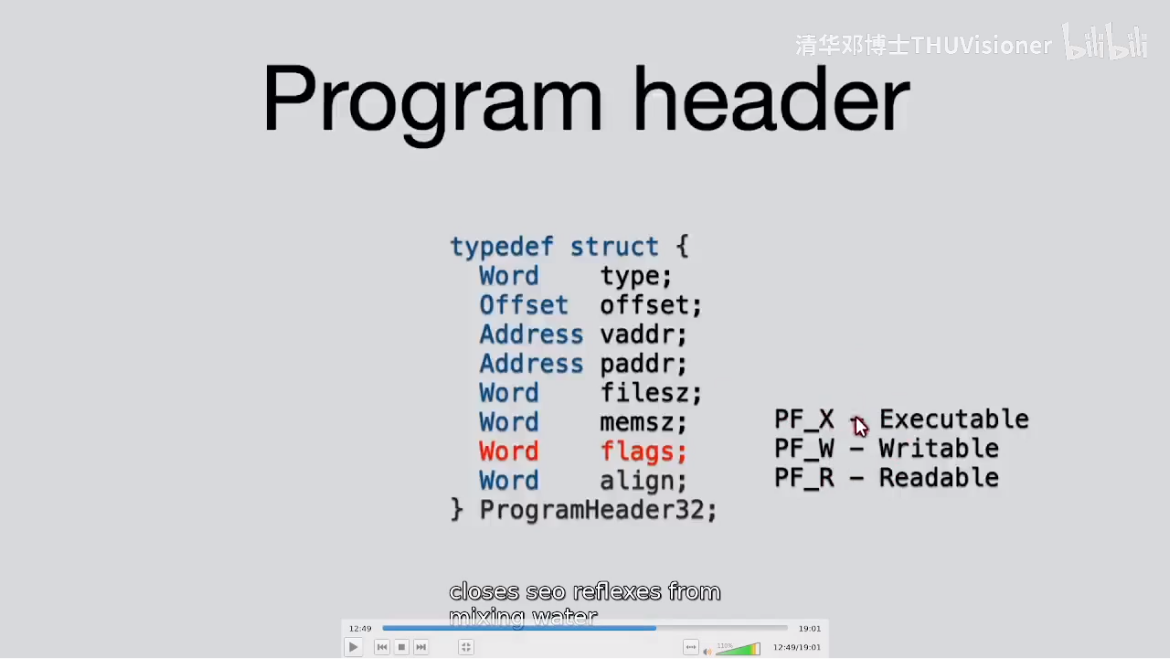 清华邓博士THUVisioner bilibili
Program header
typedef struct {
Word type;
Offset offset;
Address vaddr;
Address paddr;
Word filesz;
Word memsz;
PF_X - Executable
Word flags;
PF_W - Writable
Word align;
PF_R - Readable
} ProgramHeader32;
closes seo reflexes from
mixing water
12:49 19:01
110% 12:49/19:01